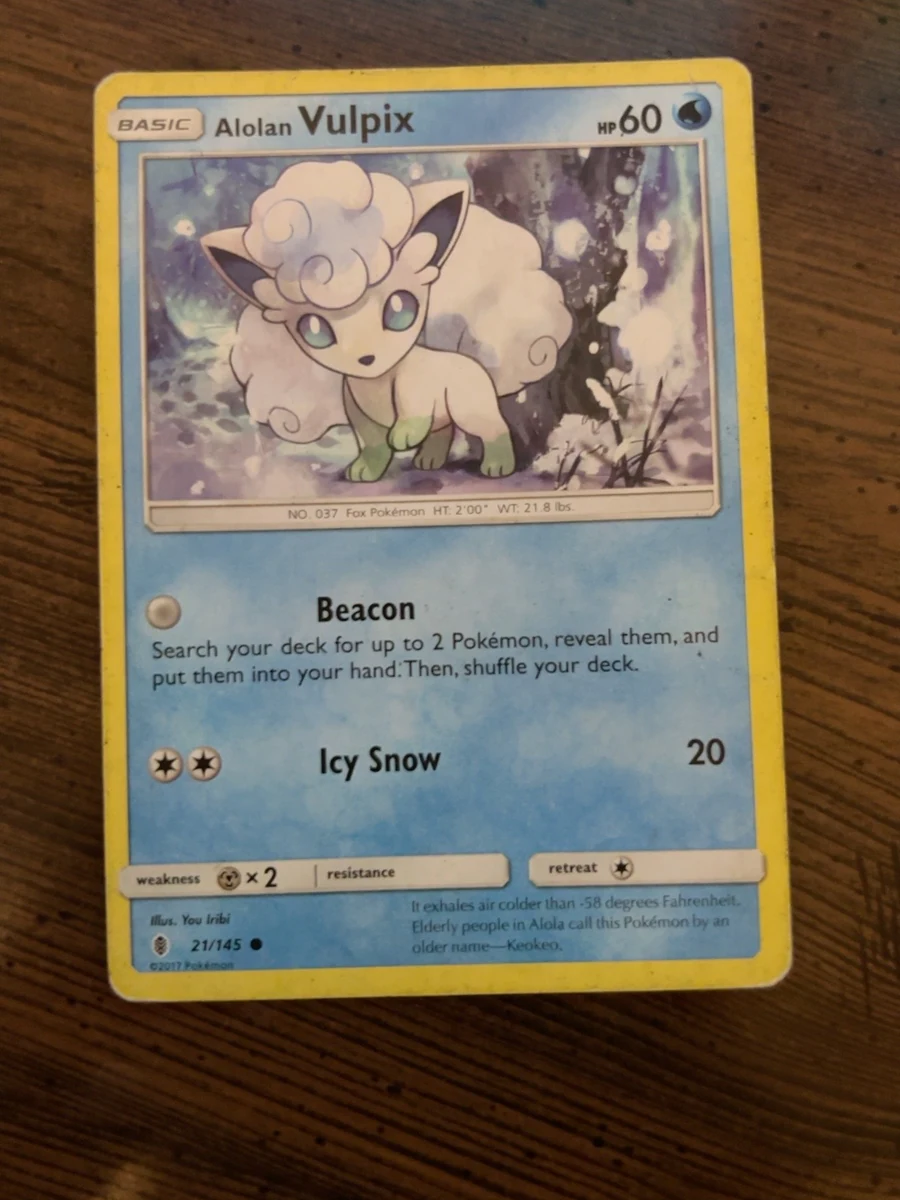 BASIC Alolan Vulpix HP 60
NO. 037 Fox Pokémon HT: 2'00" WT: 21.8 lbs.
Beacon
Search your deck for up to 2 Pokémon, reveal them, and
put them into your hand. Then, shuffle your deck.
Icy Snow 20
weakness × 2 resistance retreat
Illus. You Iribi
21/145
©2017 Pokémon
It exhales air colder than -58 degrees Fahrenheit.
Elderly people in Alola call this Pokémon by an
older name—Keokeo.